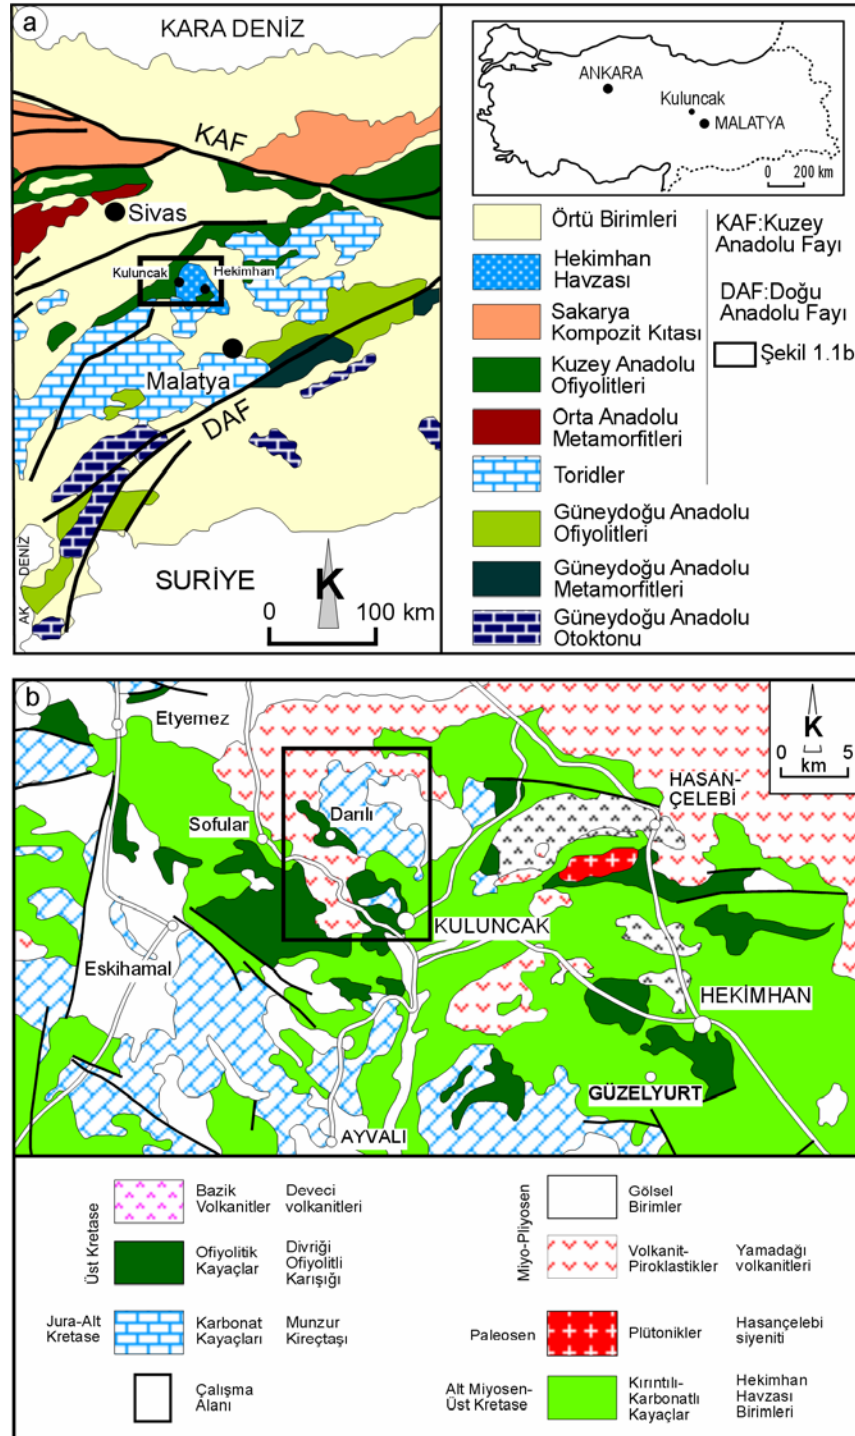 a
KARA DENİZ
KAF
Sivas
Kuluncak
Hekimhan
Malatya
DAF
AK DENİZ
SURİYE
K
0 100 km
ANKARA
Kuluncak
MALATYA
0 200 km
Örtü Birimleri
Hekimhan
Havzası
Sakarya
Kompozit Kıtası
Kuzey Anadolu
Ofiyolitleri
Orta Anadolu
Metamorfitleri
Toridler
Güneydoğu Anadolu
Ofiyolitleri
Güneydoğu Anadolu
Metamorfitleri
Güneydoğu Anadolu
Otoktonu
KAF:Kuzey
Anadolu Fayı
DAF:Doğu
Anadolu Fayı
Şekil 1.1b
b
Etyemez
K
0 5
km
HASAN-
ÇELEBİ
Darılı
Sofular
KULUNCAK
Eskihamal
HEKİMHAN
GÜZELYURT
AYVALI
Üst Kretase
Bazik
Volkanitler
Deveci
volkanitleri
Ofiyolitik
Kayaçlar
Divriği
Ofiyolitli
Karışığı
Jura-Alt
Kretase
Karbonat
Kayaçları
Munzur
Kireçtaşı
Çalışma
Alanı
Miyo-Pliyosen
Gölsel
Birimler
Volkanit-
Piroklastikler
Yamadağı
volkanitleri
Paleosen
Plütonikler
Hasançelebi
siyeniti
Alt Miyosen-
Üst Kretase
Kırıntılı-
Karbonatlı
Kayaçlar
Hekimhan
Havzası
Birimleri